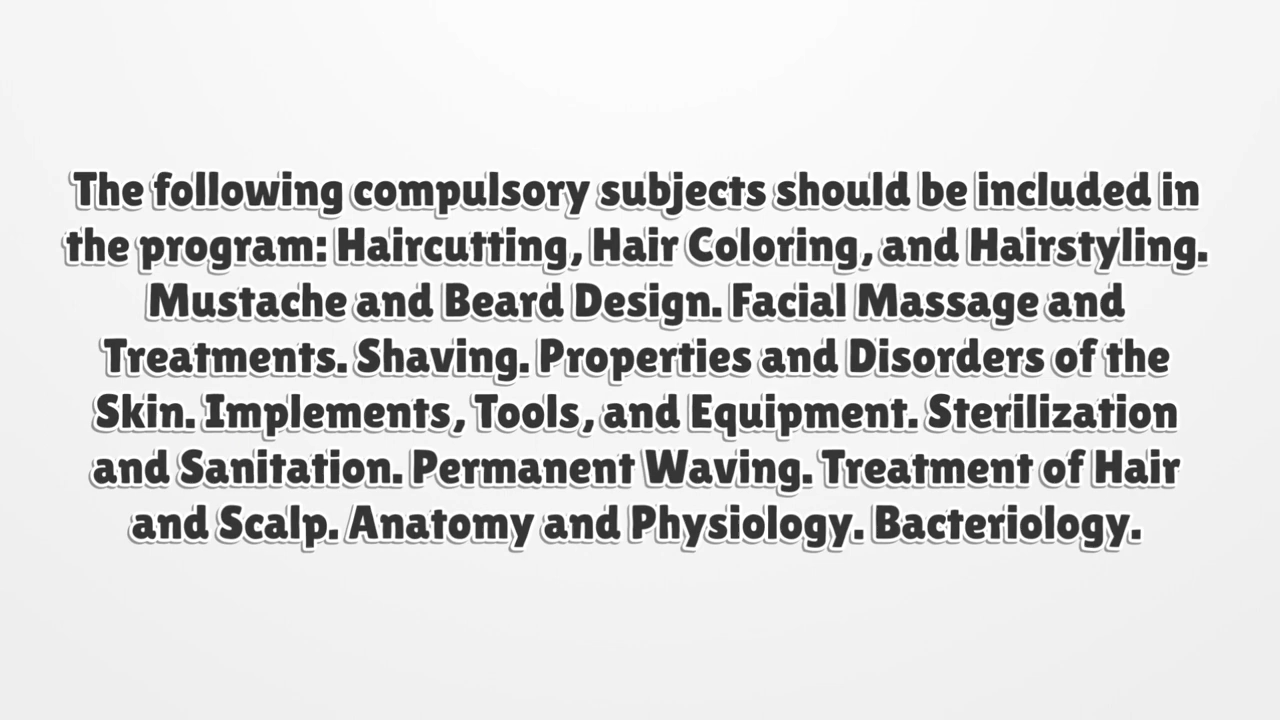 The following compulsory subjects should be included in
the program: Haircutting, Hair Coloring, and Hairstyling.
Mustache and Beard Design. Facial Massage and
Treatments. Shaving. Properties and Disorders of the
Skin. Implements, Tools, and Equipment. Sterilization
and Sanitation. Permanent Waving. Treatment of Hair
and Scalp. Anatomy and Physiology. Bacteriology.